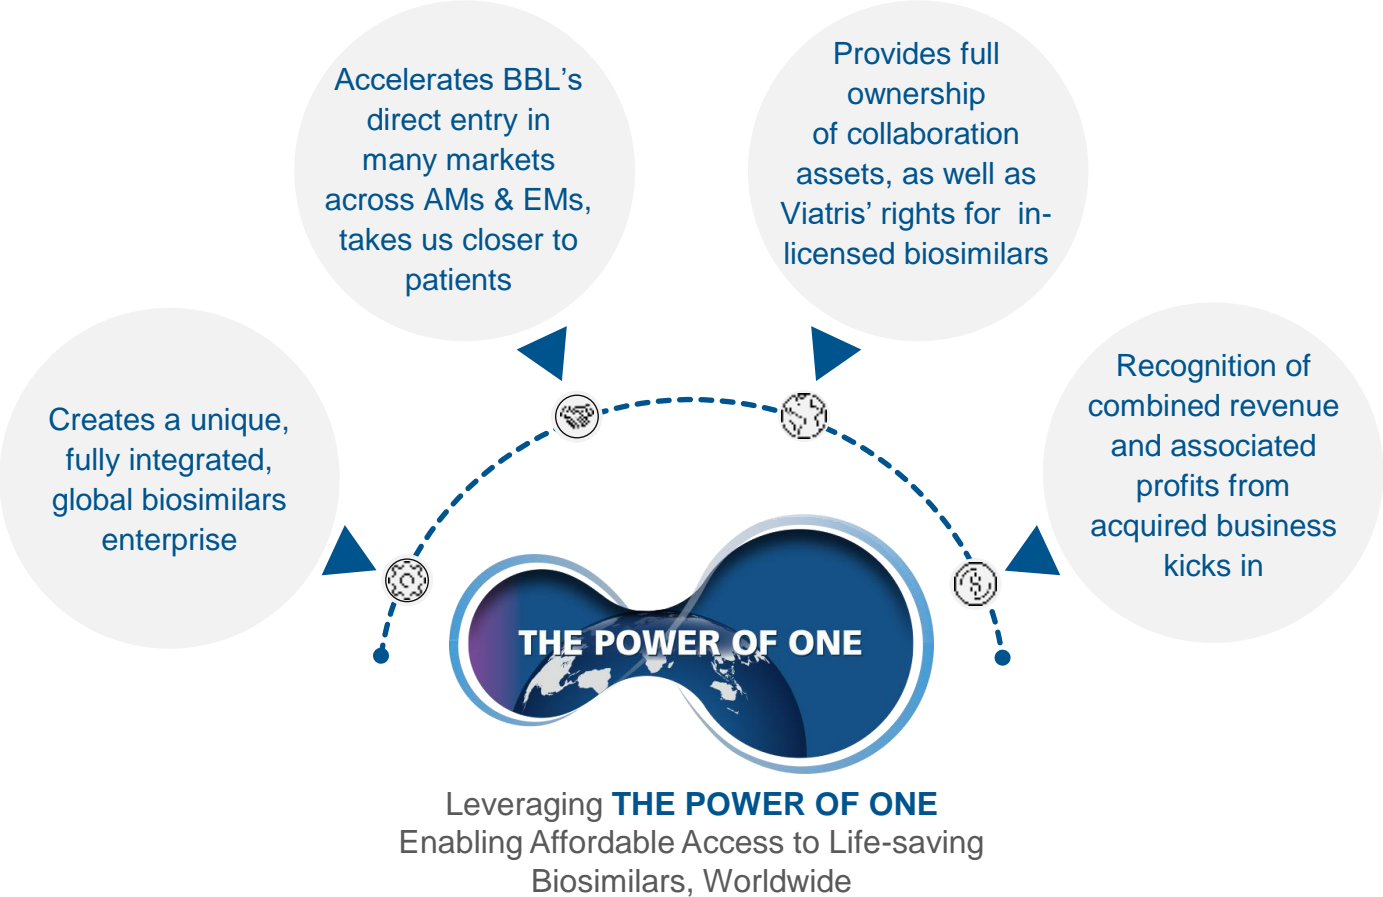 Creates a unique,
fully integrated,
global biosimilars
enterprise
Accelerates BBL’s
direct entry in
many markets
across AMs & EMs,
takes us closer to
patients
Provides full
ownership
of collaboration
assets, as well as
Viatris’ rights for  in-
licensed biosimilars
Recognition of
combined revenue
and associated
profits from
acquired business
kicks in
$
THE POWER OF ONE
Leveraging THE POWER OF ONE
Enabling Affordable Access to Life-saving
Biosimilars, Worldwide